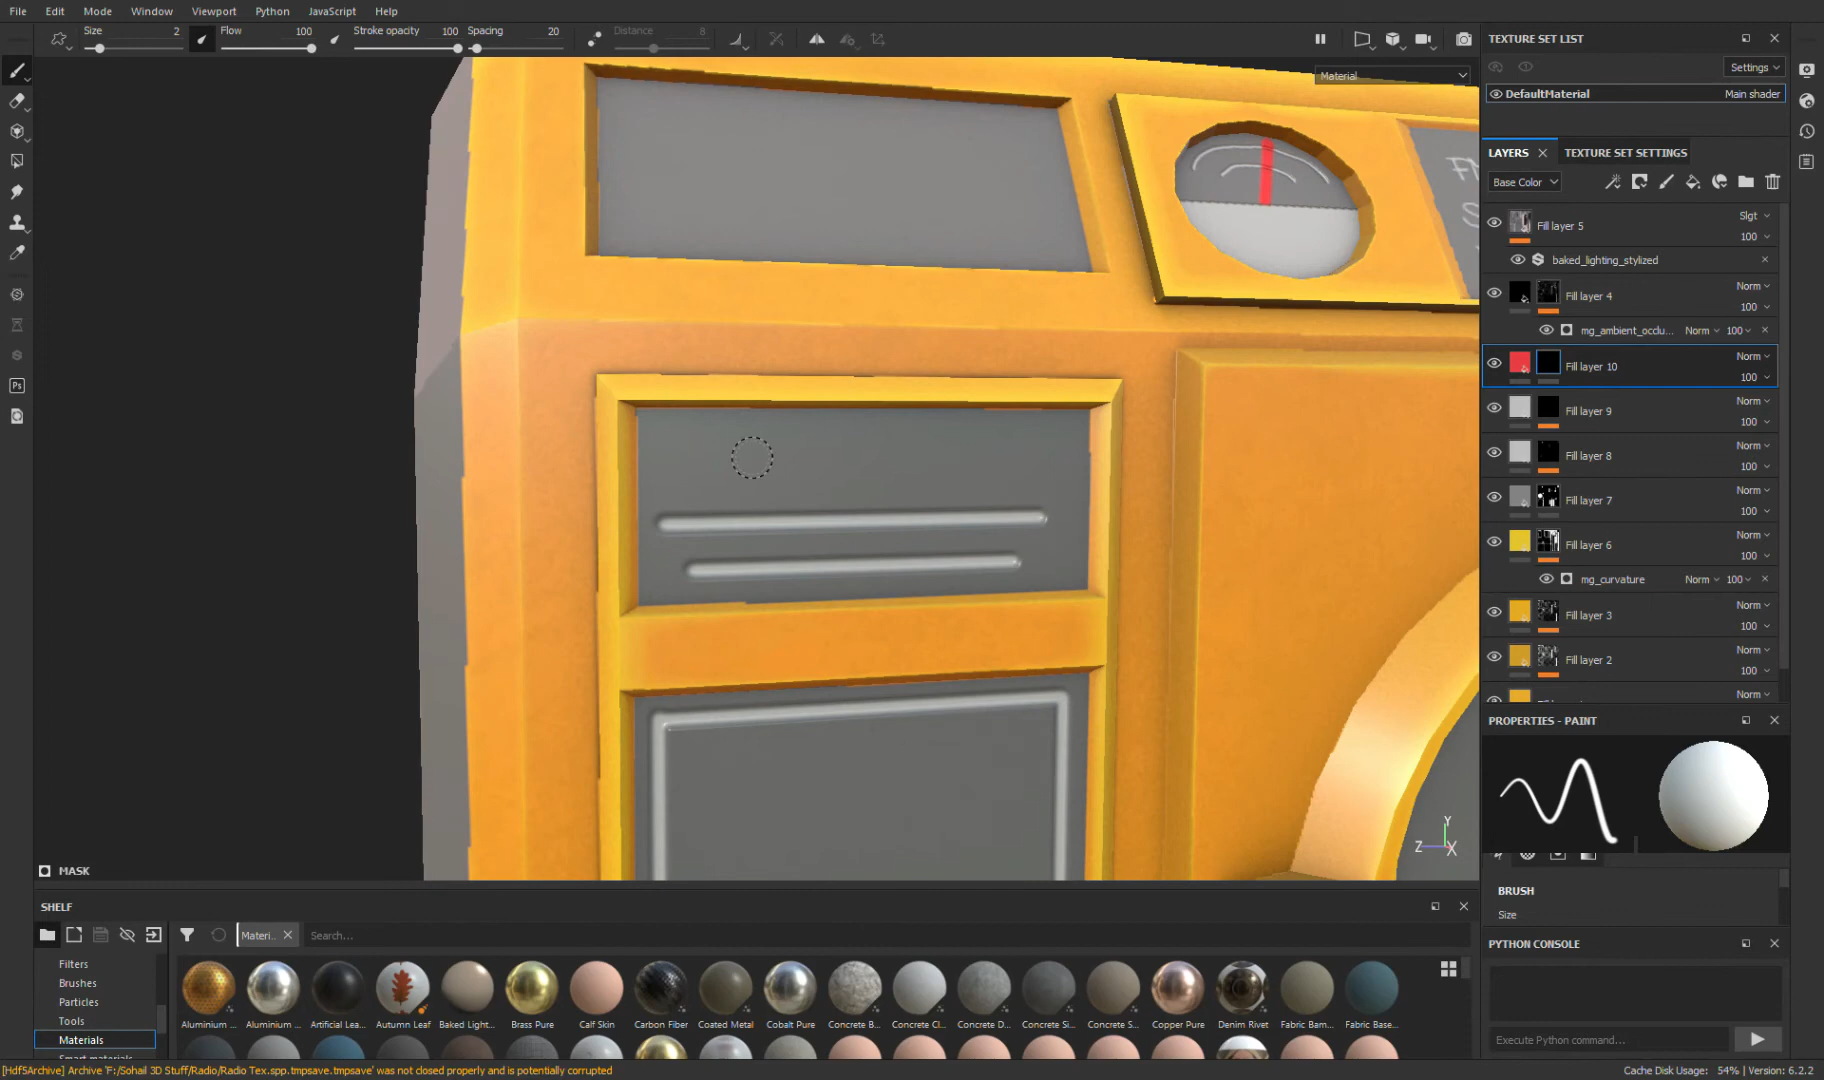 File Edit Mode Window Viewport Python JavaScript Help
Size 2 Flow 100 Stroke opacity 100 Spacing 20 Distance 8
Material
TEXTURE SET LIST
Settings
DefaultMaterial Main shader
LAYERS TEXTURE SET SETTINGS
Base Color
Fill layer 5 Slgt 100
baked_lighting_stylized
Fill layer 4 Norm 100
mg_ambient_occlu... Norm 100
Fill layer 10 Norm 100
Fill layer 9 Norm 100
Fill layer 8 Norm 100
Fill layer 7 Norm 100
Fill layer 6 Norm 100
mg_curvature Norm 100
Fill layer 3 Norm 100
Fill layer 2 Norm 100
Norm
PROPERTIES - PAINT
Y
Z X
MASK
BRUSH
Size
SHELF
Materi..
Search...
Filters
Brushes
Particles
Tools
Materials
Smart materials
Aluminium ... Aluminium ... Artificial Lea... Autumn Leaf Baked Light... Brass Pure Calf Skin Carbon Fiber Coated Metal Cobalt Pure Concrete B... Concrete Cl... Concrete D... Concrete Si... Concrete S... Copper Pure Denim Rivet Fabric Bam... Fabric Base...
PYTHON CONSOLE
Execute Python command...
[Hdf5Archive] Archive 'F:/Sohail 3D Stuff/Radio/Radio Tex.spp.tmpsave.tmpsave' was not closed properly and is potentially corrupted
Cache Disk Usage: 54% | Version: 6.2.2